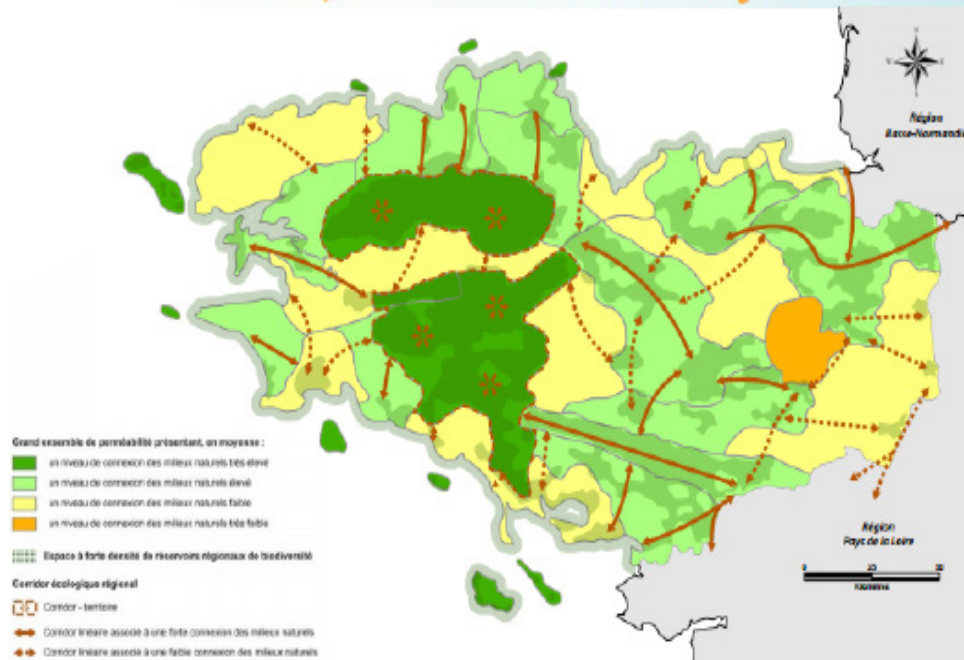 N
Région
Basse-Normandie
Grand ensemble de perméabilité présentant, en moyenne :
un niveau de connexion des milieux naturels très élevé
un niveau de connexion des milieux naturels élevé
un niveau de connexion des milieux naturels faible
un niveau de connexion des milieux naturels très faible
Espace à forte densité de réservoirs régionaux de biodiversité
Corridor écologique régional
Corridor - territoire
Corridor linéaire associé à une forte connexion des milieux naturels
Corridor linéaire associé à une faible connexion des milieux naturels
Région
Pays de la Loire
0
Kilomètres